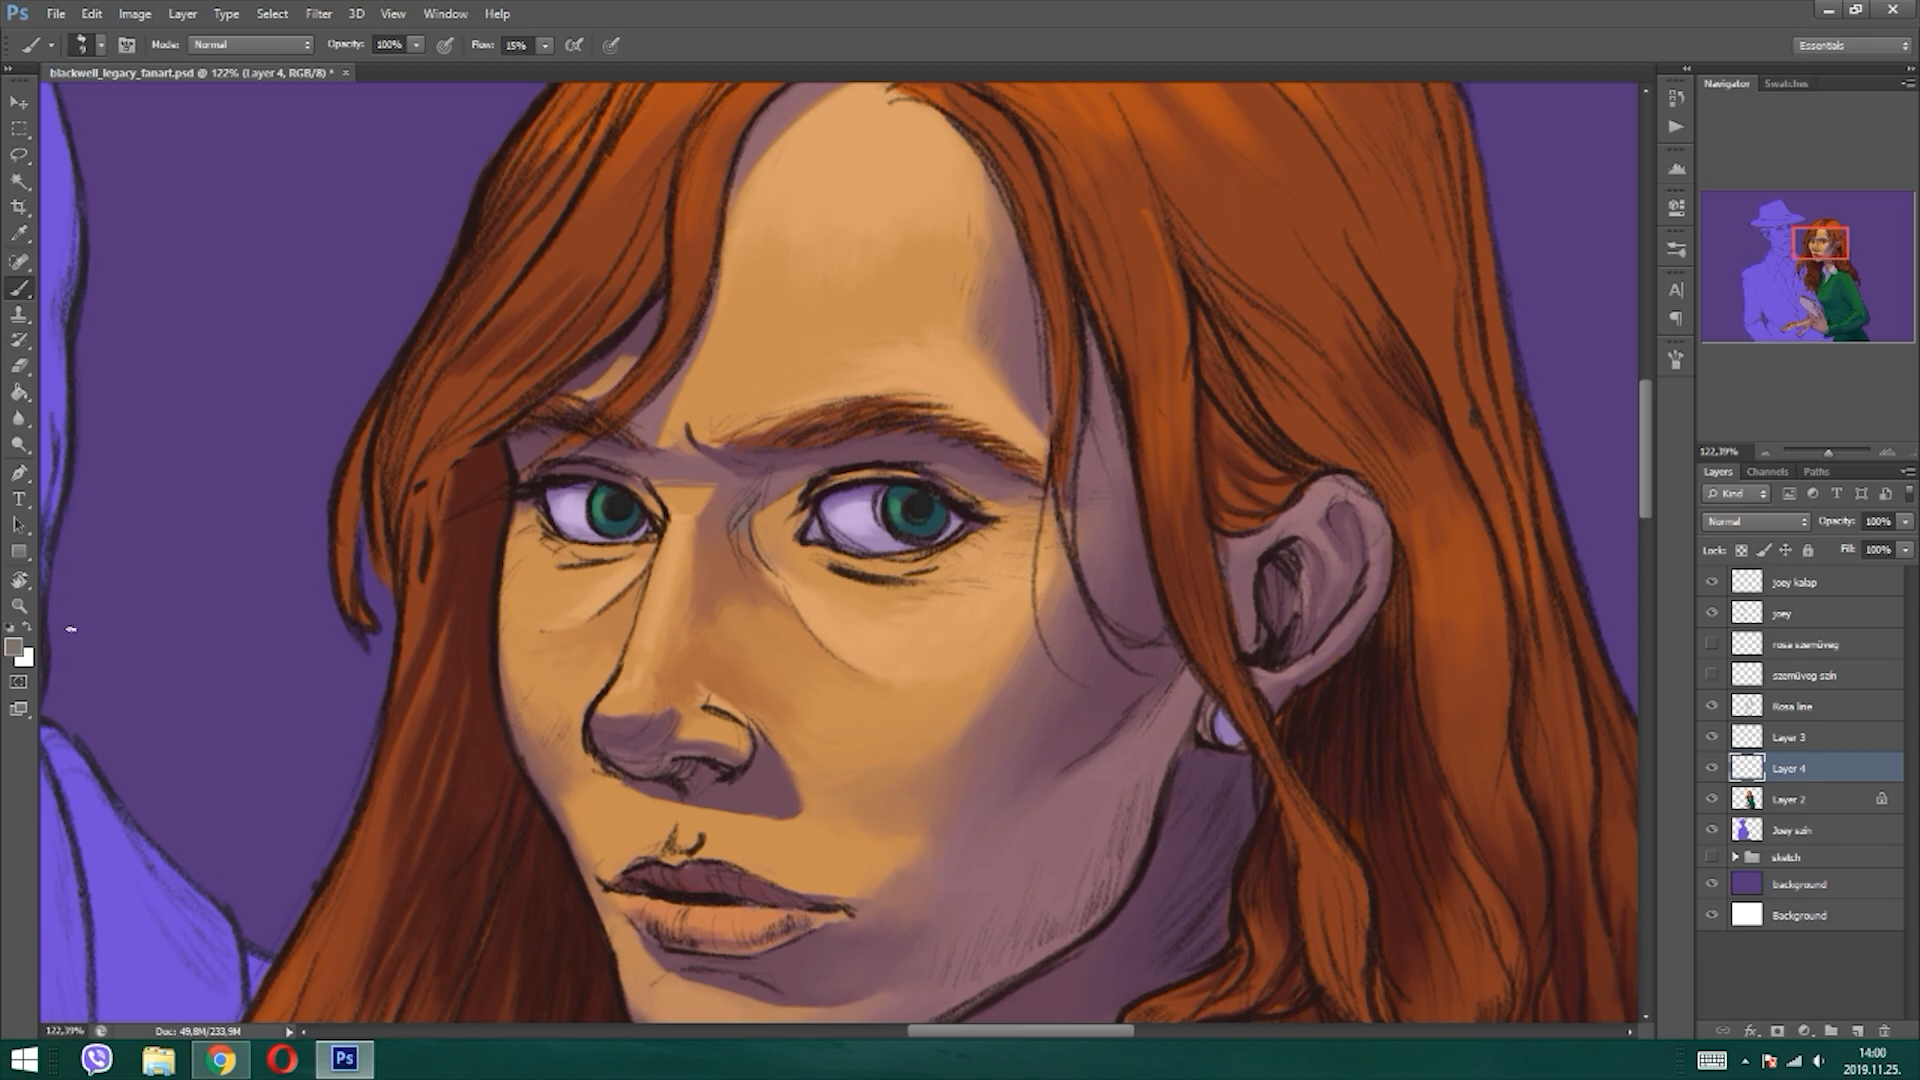 Ps File Edit Image Layer Type Select Filter 3D View Window Help
Mode: Normal Opacity: 100% Flow: 15% Essentials
blackwell_legacy_fanart.psd @ 122% (Layer 4, RGB/8) * ×
Navigator Swatches
122,39%
Layers Channels Paths
Kind
Normal Opacity: 100%
Lock: Fill: 100%
joey kalap
joey
rosa szemüveg
szemüveg szín
Rosa line
Layer 3
Layer 4
Layer 2
Joey szín
sketch
background
Background
122,39% Doc: 49,8M/233,9M
Ps
14:00
2019.11.25.